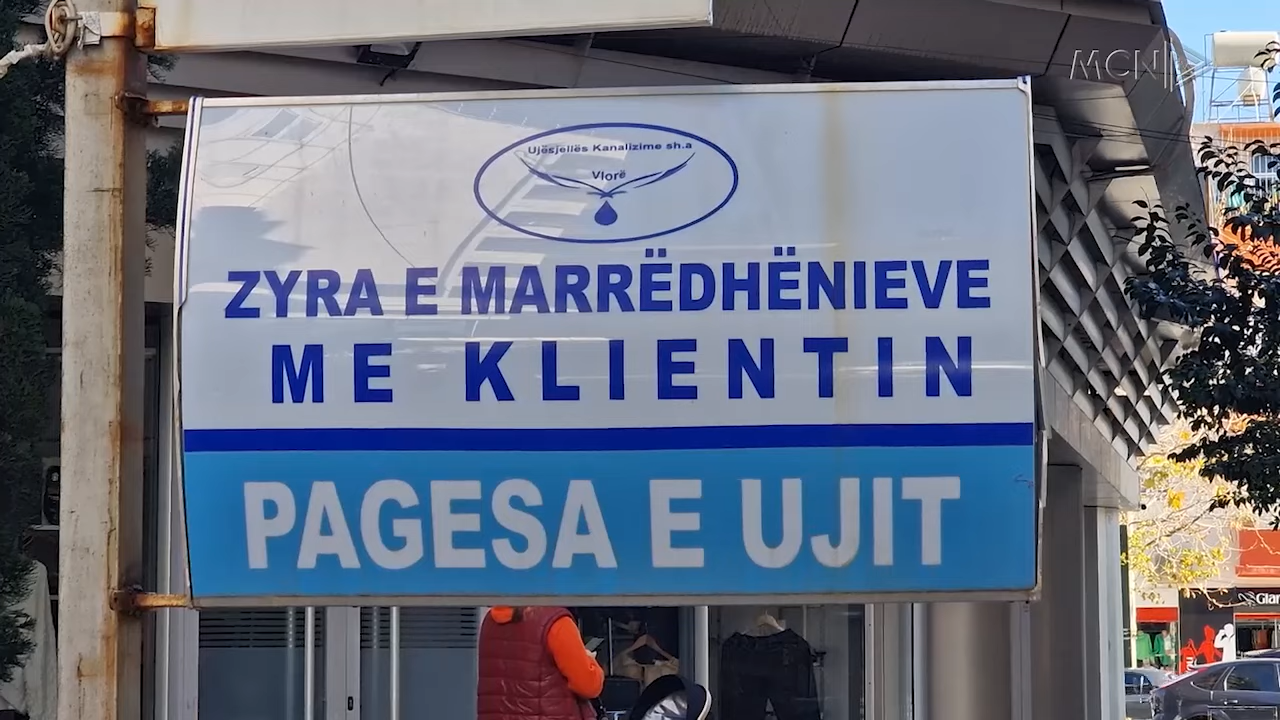 MCN
Ujësjellës Kanalizime sh.a
Vlorë
ZYRA E MARRËDHËNIEVE
ME KLIENTIN
PAGESA E UJIT